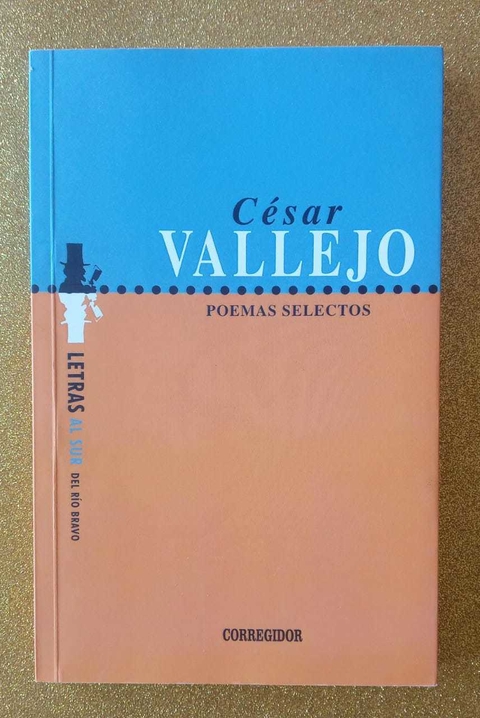 César
VALLEJO
POEMAS SELECTOS
LETRAS AL SUR DEL RÍO BRAVO
CORREGIDOR